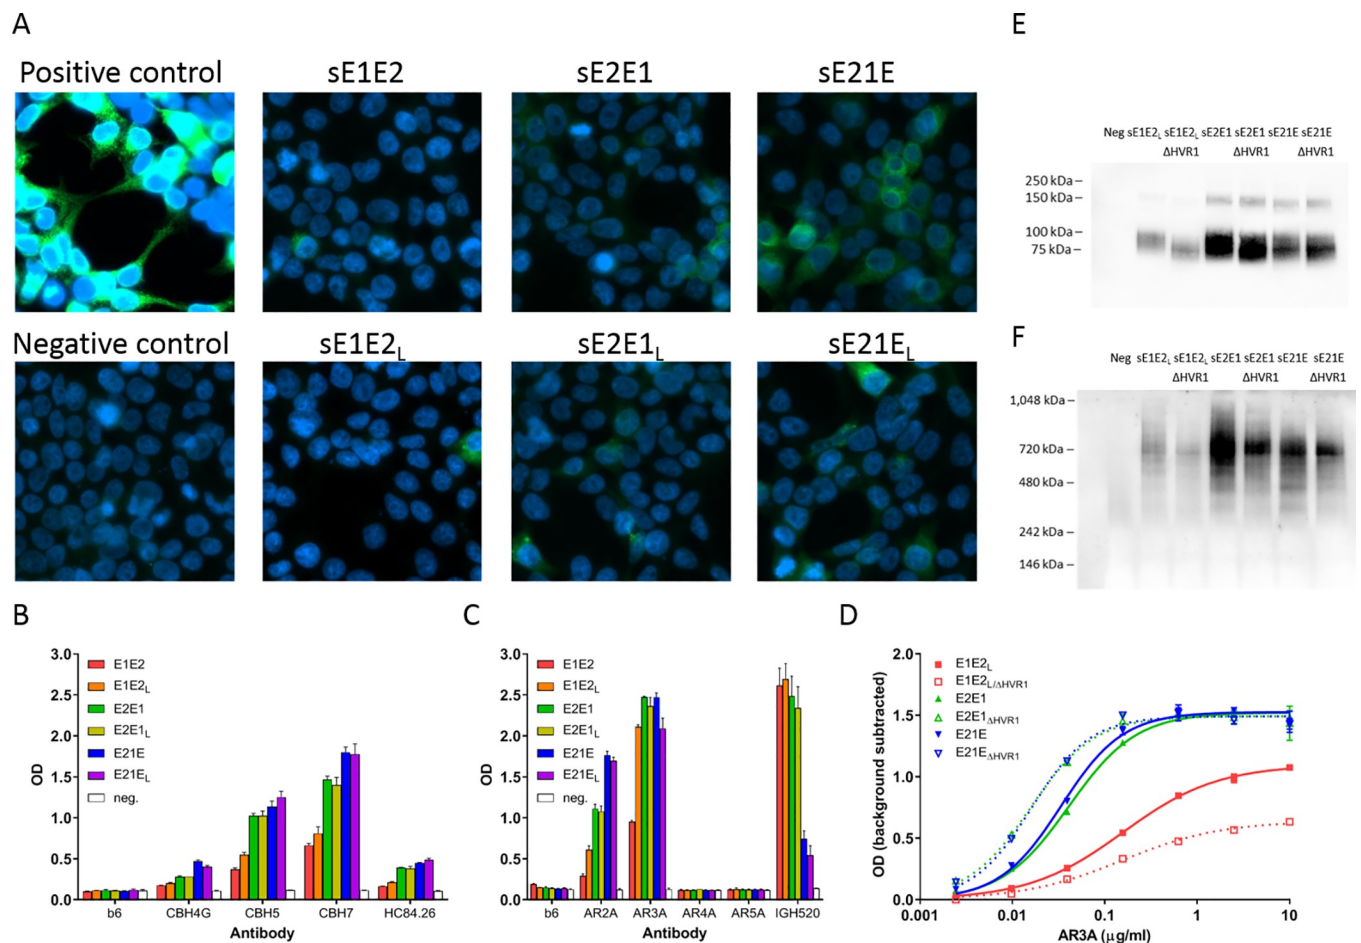 A
Positive control
sE1E2
sE2E1
sE21E
Negative control
sE1E2L
sE2E1L
sE21EL
E
Neg sE1E2L sE1E2L sE2E1 sE2E1 sE21E sE21E
ΔHVR1 ΔHVR1 ΔHVR1
250 kDa
150 kDa
100 kDa
75 kDa
F
Neg sE1E2L sE1E2L sE2E1 sE2E1 sE21E sE21E
ΔHVR1 ΔHVR1 ΔHVR1
1,048 kDa
720 kDa
480 kDa
242 kDa
146 kDa
B
OD
3.0
2.5
2.0
1.5
1.0
0.5
0.0
E1E2
E1E2L
E2E1
E2E1L
E21E
E21EL
neg.
b6 CBH4G CBH5 CBH7 HC84.26
Antibody
C
OD
3.0
2.5
2.0
1.5
1.0
0.5
0.0
E1E2
E1E2L
E2E1
E2E1L
E21E
E21EL
neg.
b6 AR2A AR3A AR4A AR5A IGH520
Antibody
D
OD (background subtracted)
2.0
1.5
1.0
0.5
0.0
E1E2L
E1E2L/ΔHVR1
E2E1
E2E1ΔHVR1
E21E
E21EΔHVR1
0.001 0.01 0.1 1 10
AR3A (μg/ml)